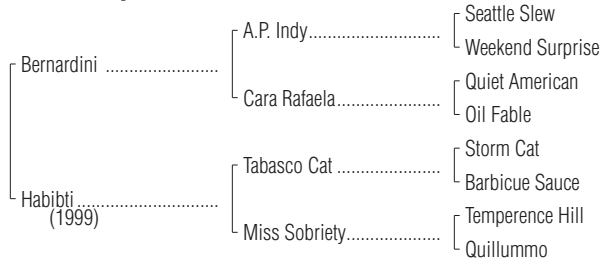 Seattle Slew
A.P. Indy
Weekend Surprise
Bernardini
Quiet American
Cara Rafaela
Oil Fable
Storm Cat
Tabasco Cat
Barbicue Sauce
Habibti
(1999)
Temperence Hill
Miss Sobriety
Quillummo